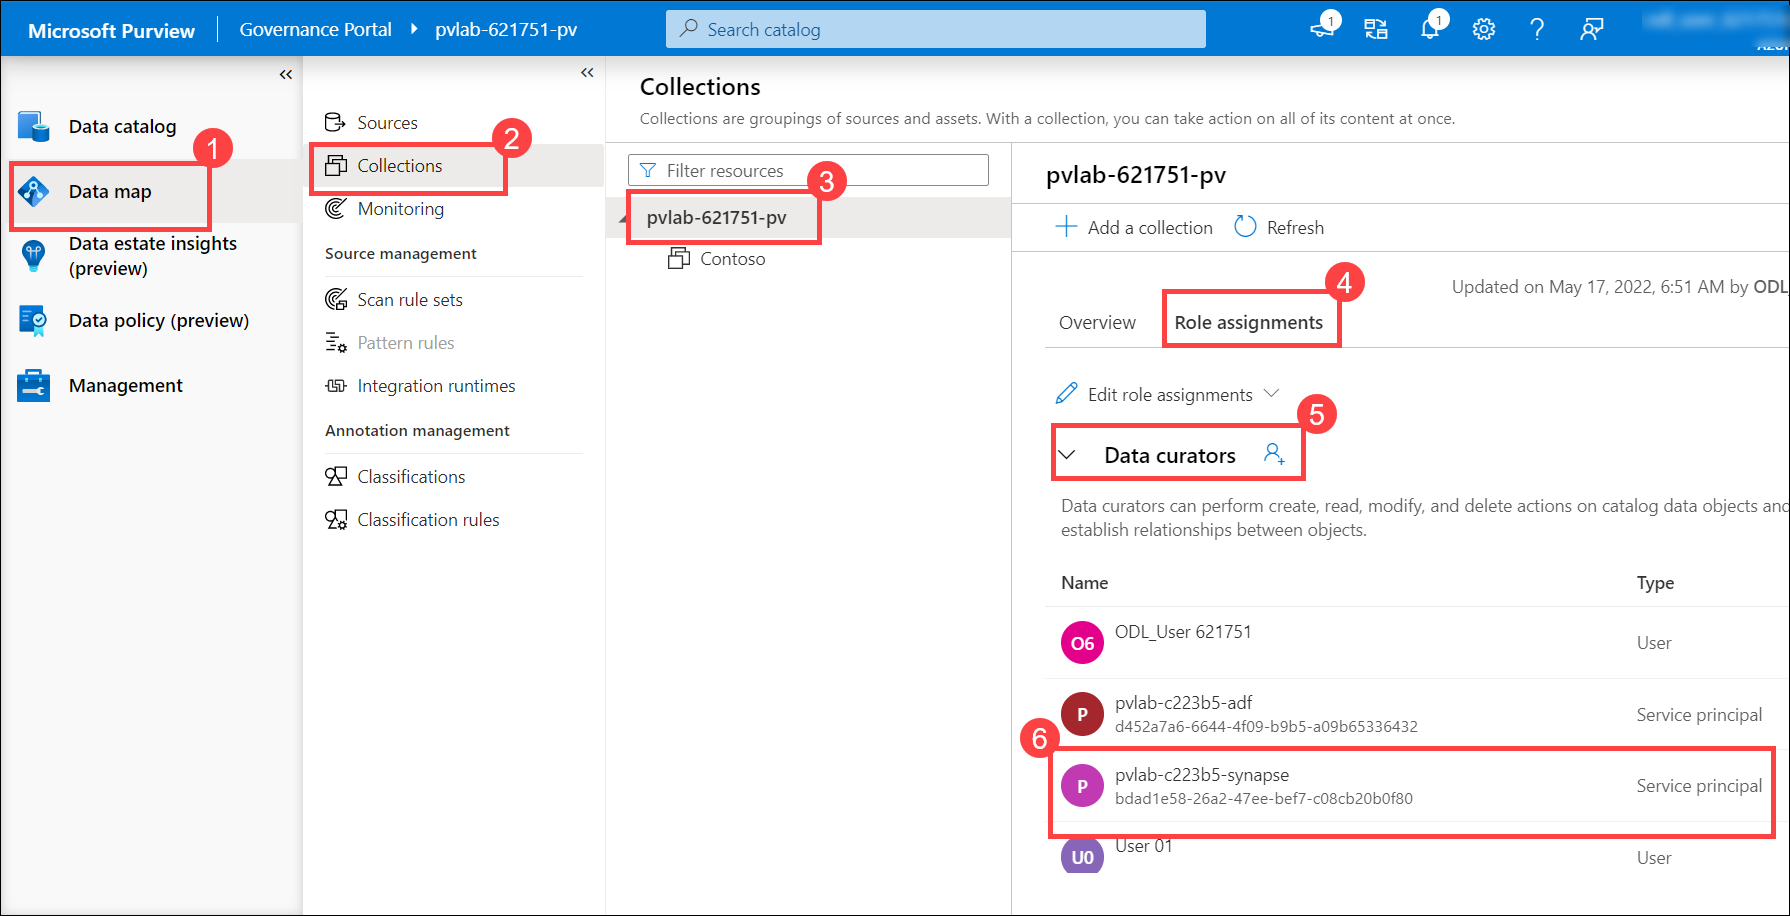 Microsoft Purview
Governance Portal
pvlab-621751-pv
Search catalog
1
1
Data catalog
1
Data map
Data estate insights
(preview)
Data policy (preview)
Management
Sources
2
Collections
Monitoring
Source management
Scan rule sets
Pattern rules
Integration runtimes
Annotation management
Classifications
Classification rules
Collections
Collections are groupings of sources and assets. With a collection, you can take action on all of its content at once.
Filter resources
3
pvlab-621751-pv
Contoso
pvlab-621751-pv
Add a collection
Refresh
4
Updated on May 17, 2022, 6:51 AM by ODL_
Overview
Role assignments
Edit role assignments
5
Data curators
Data curators can perform create, read, modify, and delete actions on catalog data objects and
establish relationships between objects.
Name Type
O6 ODL_User 621751 User
P pvlab-c223b5-adf
d452a7a6-6644-4f09-b9b5-a09b65336432
Service principal
6
P pvlab-c223b5-synapse
bdad1e58-26a2-47ee-bef7-c08cb20b0f80
Service principal
U0 User 01 User